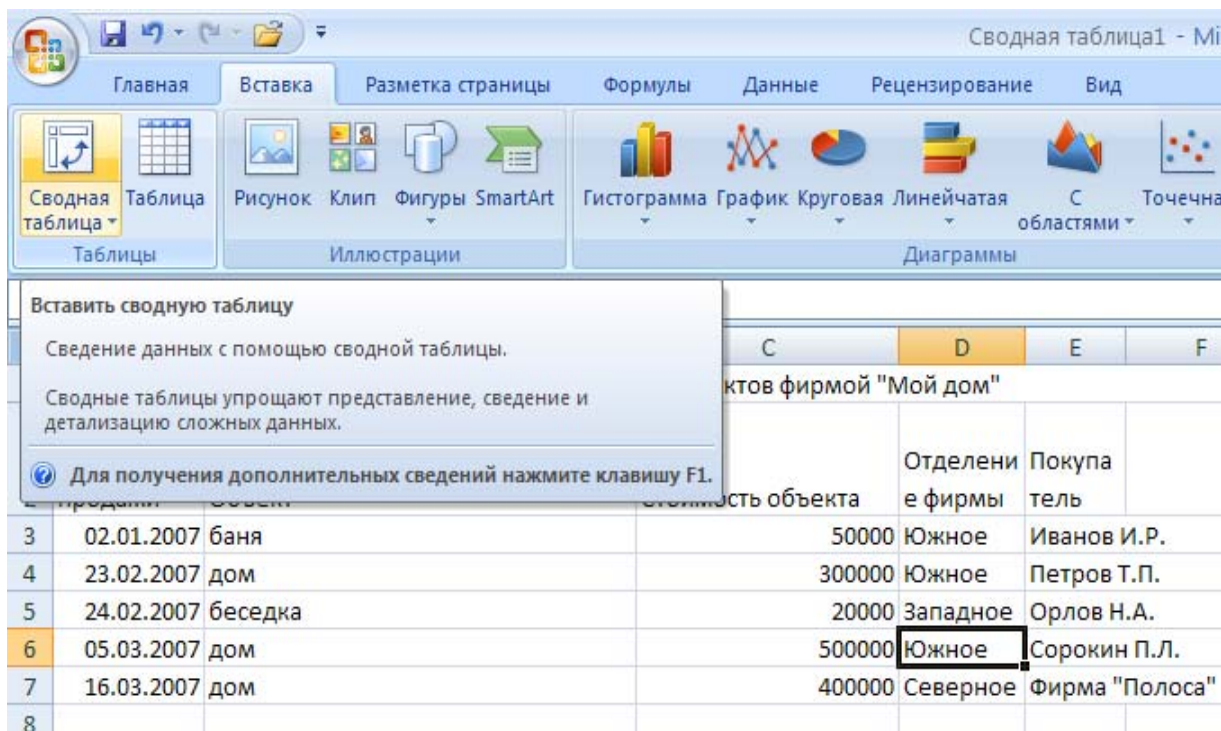 Сводная таблица1 - Mi
Главная Вставка Разметка страницы Формулы Данные Рецензирование Вид
Сводная таблица Таблица Рисунок Клип Фигуры SmartArt Гистограмма График Круговая Линейчатая С областями Точечна
Таблицы Иллюстрации Диаграммы
Вставить сводную таблицу
Сведение данных с помощью сводной таблицы.
Сводные таблицы упрощают представление, сведение и
детализацию сложных данных.
Для получения дополнительных сведений нажмите клавишу F1.
C D E F
ктов фирмой "Мой дом"
Отделени Покупа
стоимость объекта е фирмы тель
3 02.01.2007 баня 50000 Южное Иванов И.Р.
4 23.02.2007 дом 300000 Южное Петров Т.П.
5 24.02.2007 беседка 20000 Западное Орлов Н.А.
6 05.03.2007 дом 500000 Южное Сорокин П.Л.
7 16.03.2007 дом 400000 Северное Фирма "Полоса"
8